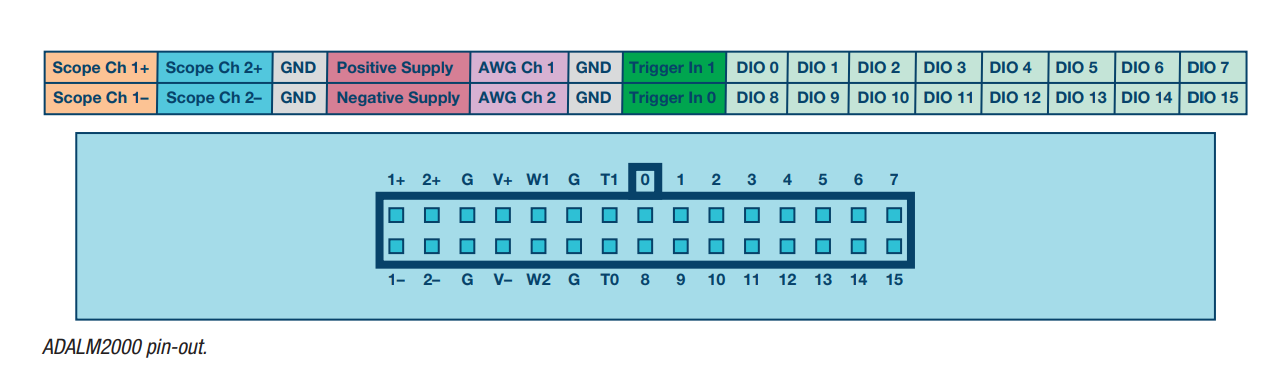 Scope Ch 1+ Scope Ch 2+ GND Positive Supply AWG Ch 1 GND Trigger In 1 DIO 0 DIO 1 DIO 2 DIO 3 DIO 4 DIO 5 DIO 6 DIO 7
Scope Ch 1– Scope Ch 2– GND Negative Supply AWG Ch 2 GND Trigger In 0 DIO 8 DIO 9 DIO 10 DIO 11 DIO 12 DIO 13 DIO 14 DIO 15
1+ 2+ G V+ W1 G T1 0 1 2 3 4 5 6 7
1– 2– G V– W2 G T0 8 9 10 11 12 13 14 15
ADALM2000 pin-out.